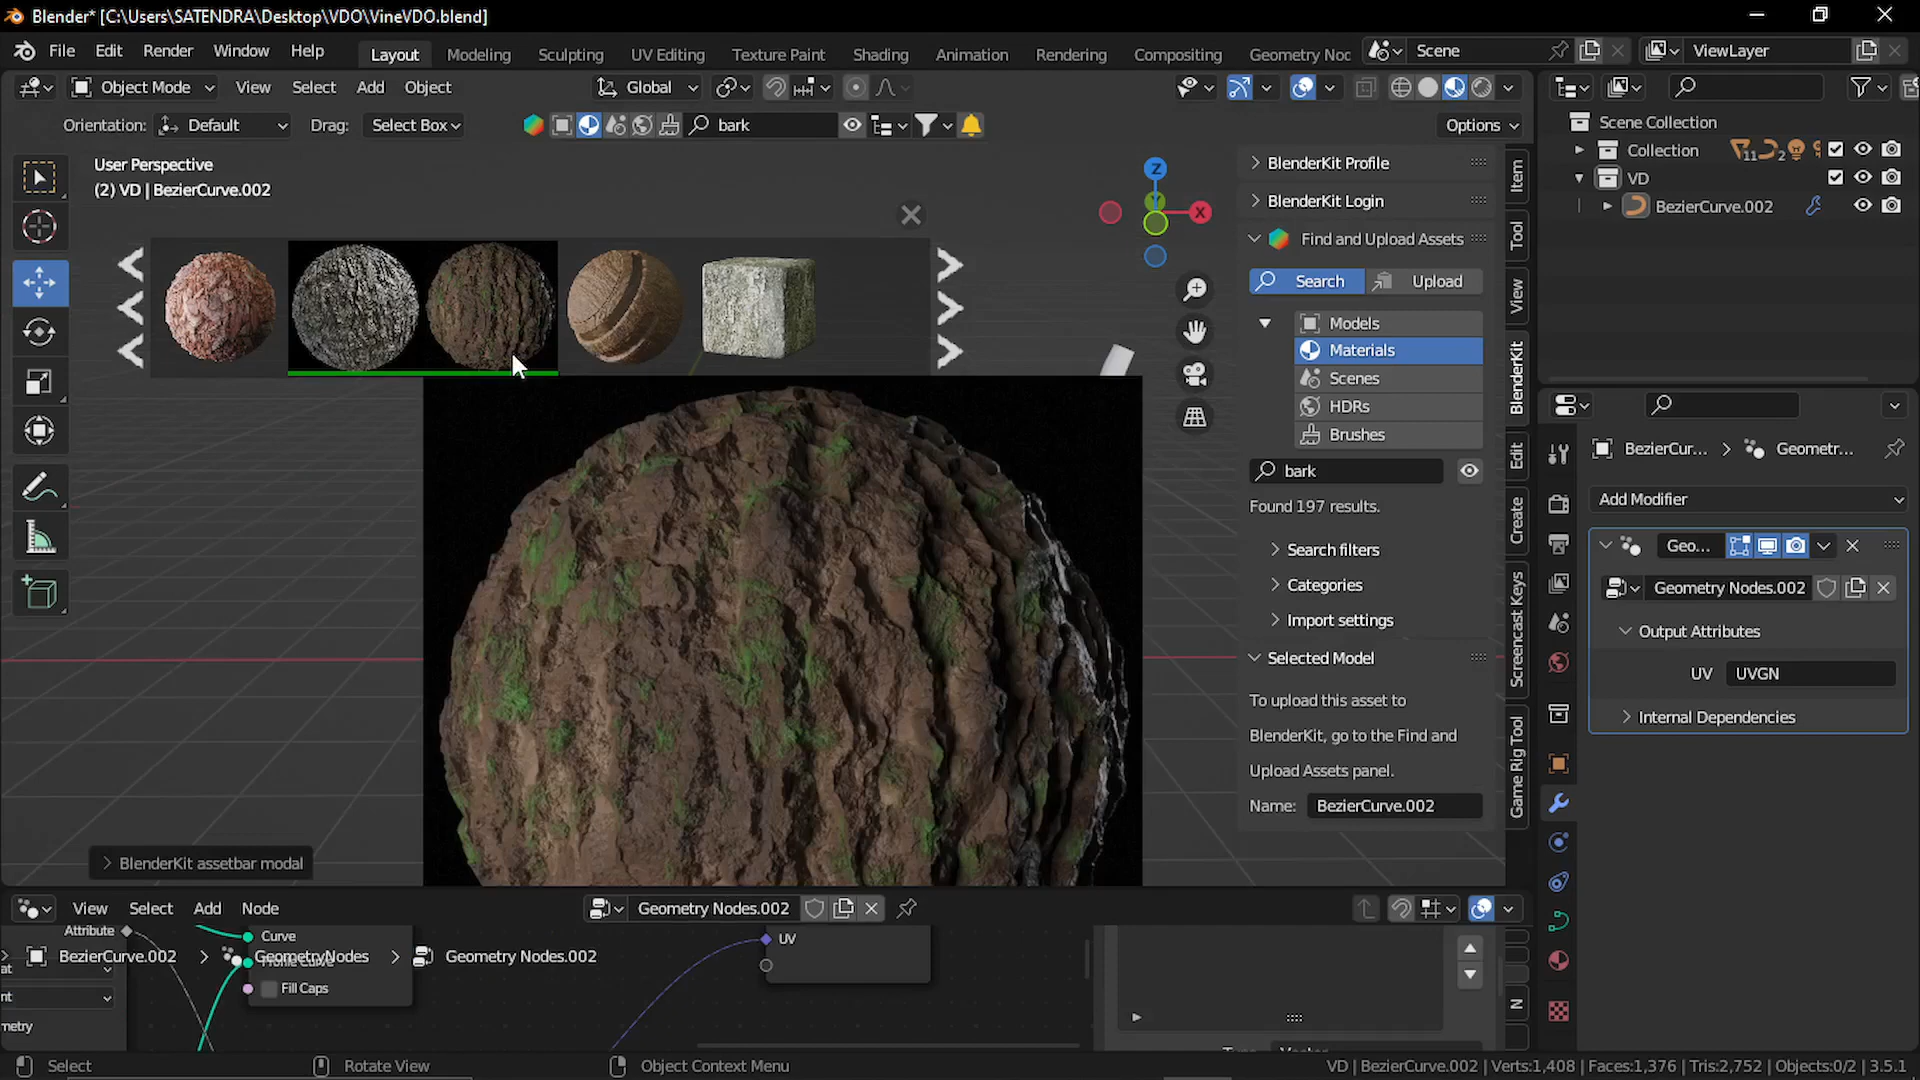 Blender* [C:\Users\SATENDRA\Desktop\VDO\VineVDO.blend]
File Edit Render Window Help Layout Modeling Sculpting UV Editing Texture Paint Shading Animation Rendering Compositing Geometry Noc Scene ViewLayer
Object Mode View Select Add Object Global
Orientation: Default Drag: Select Box bark Options
User Perspective
(2) VD | BezierCurve.002
Z
Y
X
BlenderKit Profile
BlenderKit Login
Find and Upload Assets
Search Upload
Models
Materials
Scenes
HDRs
Brushes
bark
Found 197 results.
Search filters
Categories
Import settings
Selected Model
To upload this asset to
BlenderKit, go to the Find and
Upload Assets panel.
Name: BezierCurve.002
Item
Tool
View
BlenderKit
Edit
Create
Screencast Keys
Game Rig Tool
Scene Collection
Collection 11 2
VD
BezierCurve.002
BezierCur... Geometr...
Add Modifier
Geo...
Geometry Nodes.002
Output Attributes
UV UVGN
Internal Dependencies
BlenderKit assetbar modal
View Select Add Node Geometry Nodes.002
Attribute Curve UV
BezierCurve.002 GeometryNodes Geometry Nodes.002
at
nt Fill Caps
metry
N
Select Rotate View Object Context Menu VD | BezierCurve.002 | Verts:1,408 | Faces:1,376 | Tris:2,752 | Objects:0/2 | 3.5.1